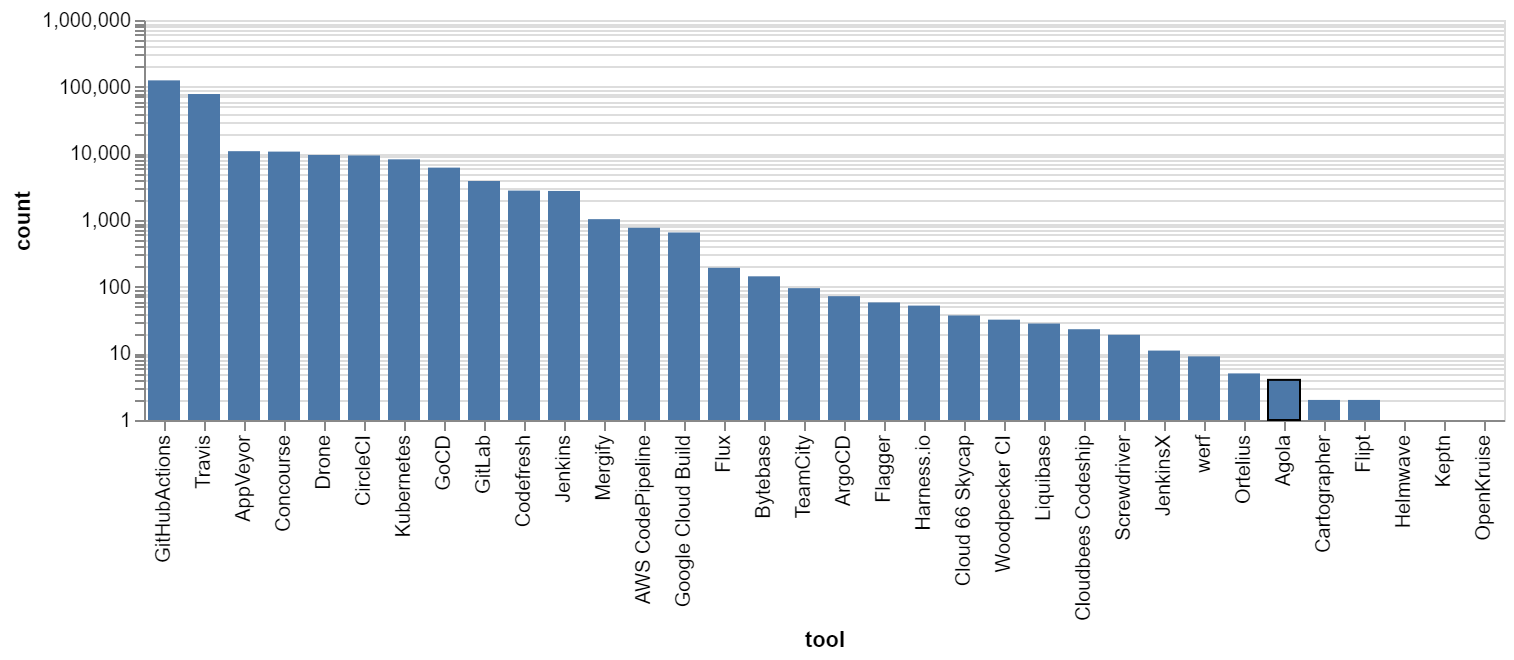 1,000,000
100,000
10,000
1,000
100
10
1
count
GitHubActions
Travis
AppVeyor
Concourse
Drone
CircleCI
Kubernetes
GoCD
GitLab
Codefresh
Jenkins
Mergify
AWS CodePipeline
Google Cloud Build
Flux
Bytebase
TeamCity
ArgoCD
Flagger
Harness.io
Cloud 66 Skycap
Woodpecker CI
Liquibase
Cloudbees Codeship
Screwdriver
JenkinsX
werf
Ortelius
Agola
Cartographer
Flipt
Helmwave
Keptn
OpenKruise
tool